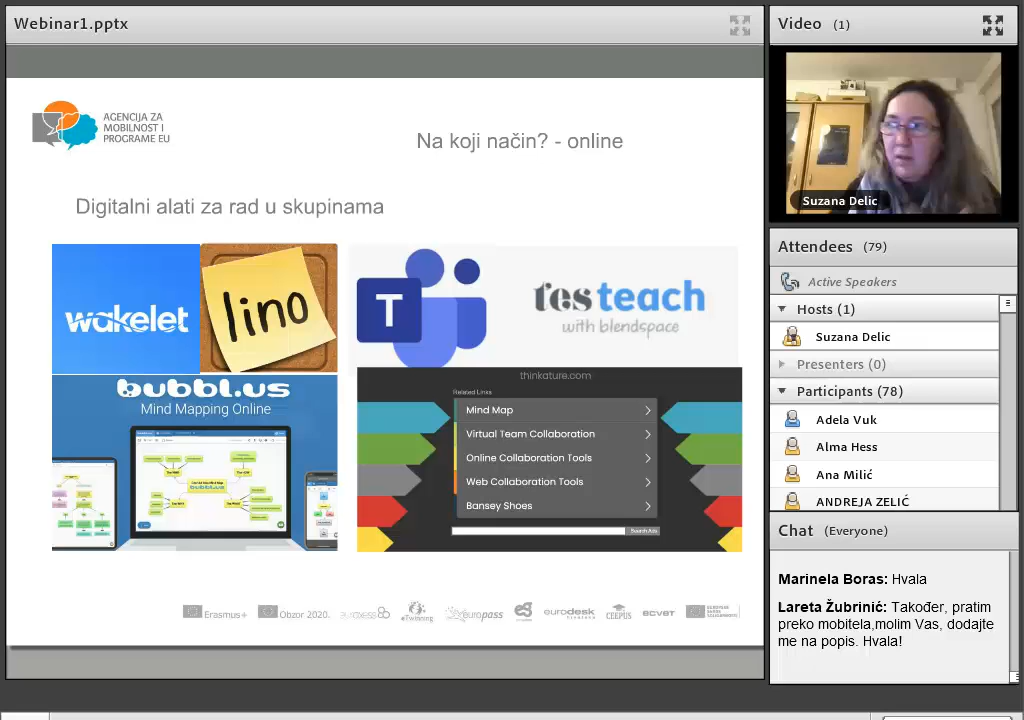 Webinar1.pptx
AGENCIJA ZA
MOBILNOST I
PROGRAME EU
Na koji način? - online
Digitalni alati za rad u skupinama
wakelet
lino
T
tes teach
with blendspace
bubbl.us
Mind Mapping Online
thinkature.com
Related Links
Mind Map
Virtual Team Collaboration
Online Collaboration Tools
Web Collaboration Tools
Bansey Shoes
Search Ads
Erasmus+
Obzor 2020.
euraxess
eTwinning
europass
eurodesk
CEEPUS
ECVET
Video (1)
Suzana Delic
Attendees (79)
Active Speakers
Hosts (1)
Suzana Delic
Presenters (0)
Participants (78)
Adela Vuk
Alma Hess
Ana Milić
ANDREJA ZELIĆ
Chat (Everyone)
Marinela Boras: Hvala
Lareta Žubrinić: Također, pratim
preko mobitela,molim Vas, dodajte
me na popis. Hvala!